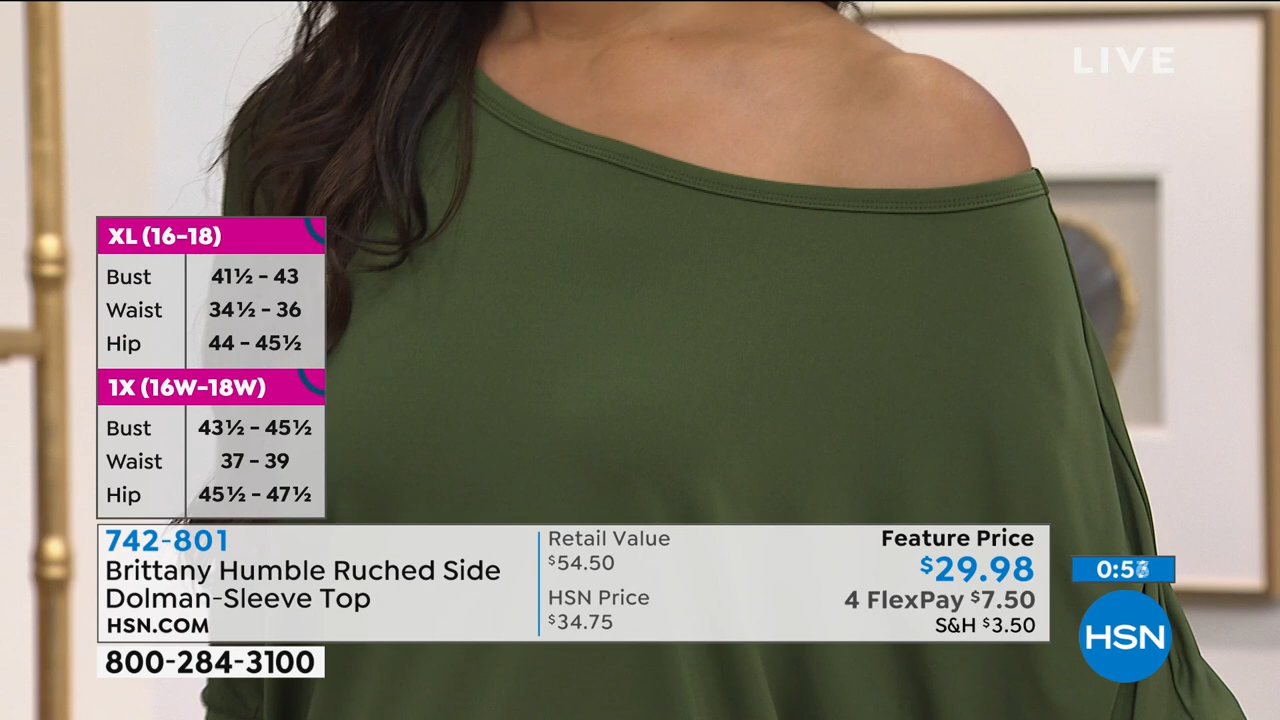 LIVE
XL (16–18)
Bust 41½ – 43
Waist 34½ – 36
Hip 44 – 45½
1X (16W–18W)
Bust 43½ – 45½
Waist 37 – 39
Hip 45½ – 47½
742-801
Brittany Humble Ruched Side
Dolman-Sleeve Top
HSN.COM
Retail Value
$54.50
HSN Price
$34.75
Feature Price
$29.98
4 FlexPay $7.50
S&H $3.50
800-284-3100
HSN